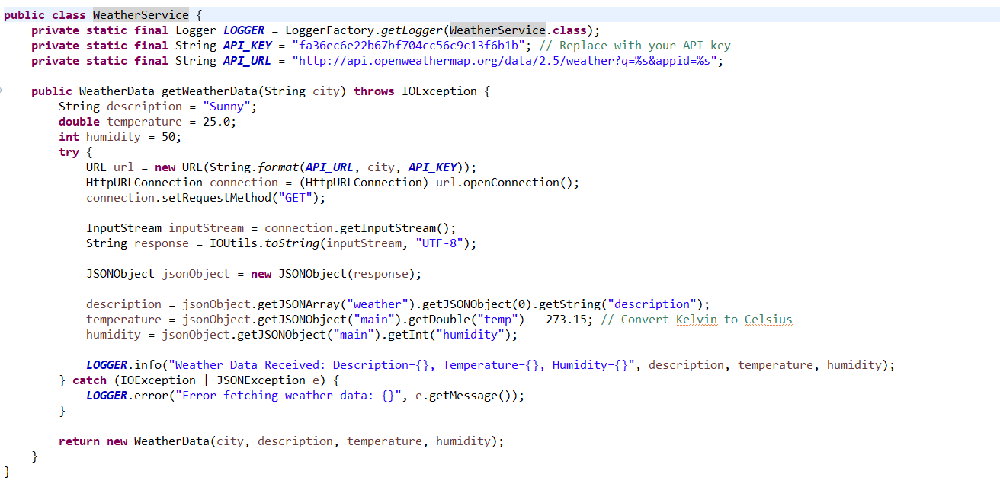 public class WeatherService {
    private static final Logger LOGGER = LoggerFactory.getLogger(WeatherService.class);
    private static final String API_KEY = "fa36ec6e22b67bf704cc56c9c13f6b1b"; // Replace with your API key
    private static final String API_URL = "http://api.openweathermap.org/data/2.5/weather?q=%s&appid=%s";

    public WeatherData getWeatherData(String city) throws IOException {
        String description = "Sunny";
        double temperature = 25.0;
        int humidity = 50;
        try {
            URL url = new URL(String.format(API_URL, city, API_KEY));
            HttpURLConnection connection = (HttpURLConnection) url.openConnection();
            connection.setRequestMethod("GET");

            InputStream inputStream = connection.getInputStream();
            String response = IOUtils.toString(inputStream, "UTF-8");

            JSONObject jsonObject = new JSONObject(response);

            description = jsonObject.getJSONArray("weather").getJSONObject(0).getString("description");
            temperature = jsonObject.getJSONObject("main").getDouble("temp") - 273.15; // Convert Kelvin to Celsius
            humidity = jsonObject.getJSONObject("main").getInt("humidity");

            LOGGER.info("Weather Data Received: Description={}, Temperature={}, Humidity={}", description, temperature, humidity);
        } catch (IOException | JSONException e) {
            LOGGER.error("Error fetching weather data: {}", e.getMessage());
        }

        return new WeatherData(city, description, temperature, humidity);
    }
}